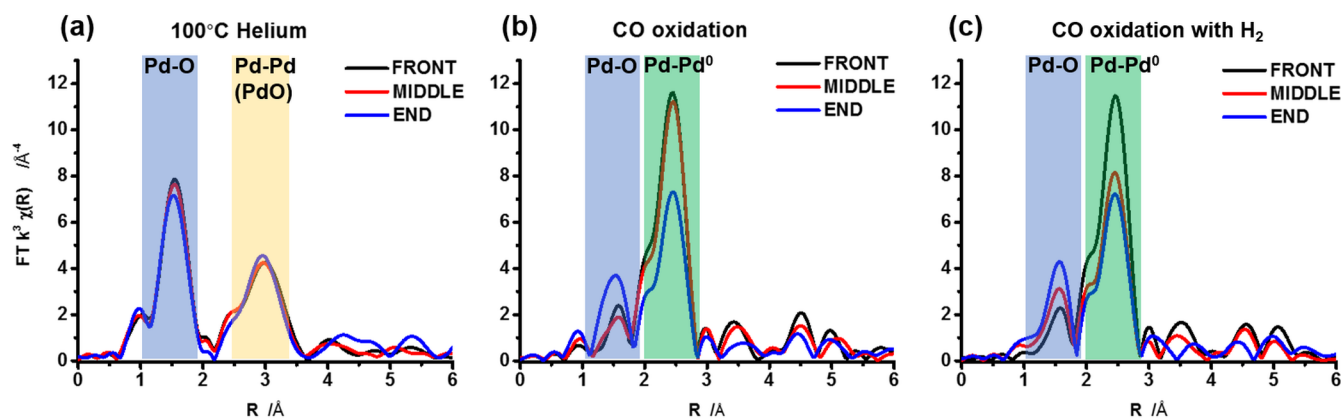 (a)
100°C Helium
Pd-O
Pd-Pd
(PdO)
FRONT
MIDDLE
END
FT k³ χ(R) /Å⁻⁴
12
10
8
6
4
2
0
0 1 2 3 4 5 6
R /Å
(b)
CO oxidation
Pd-O
Pd-Pd⁰
FRONT
MIDDLE
END
12
10
8
6
4
2
0
0 1 2 3 4 5 6
R /Å
(c)
CO oxidation with H₂
Pd-O
Pd-Pd⁰
FRONT
MIDDLE
END
12
10
8
6
4
2
0
0 1 2 3 4 5 6
R /Å